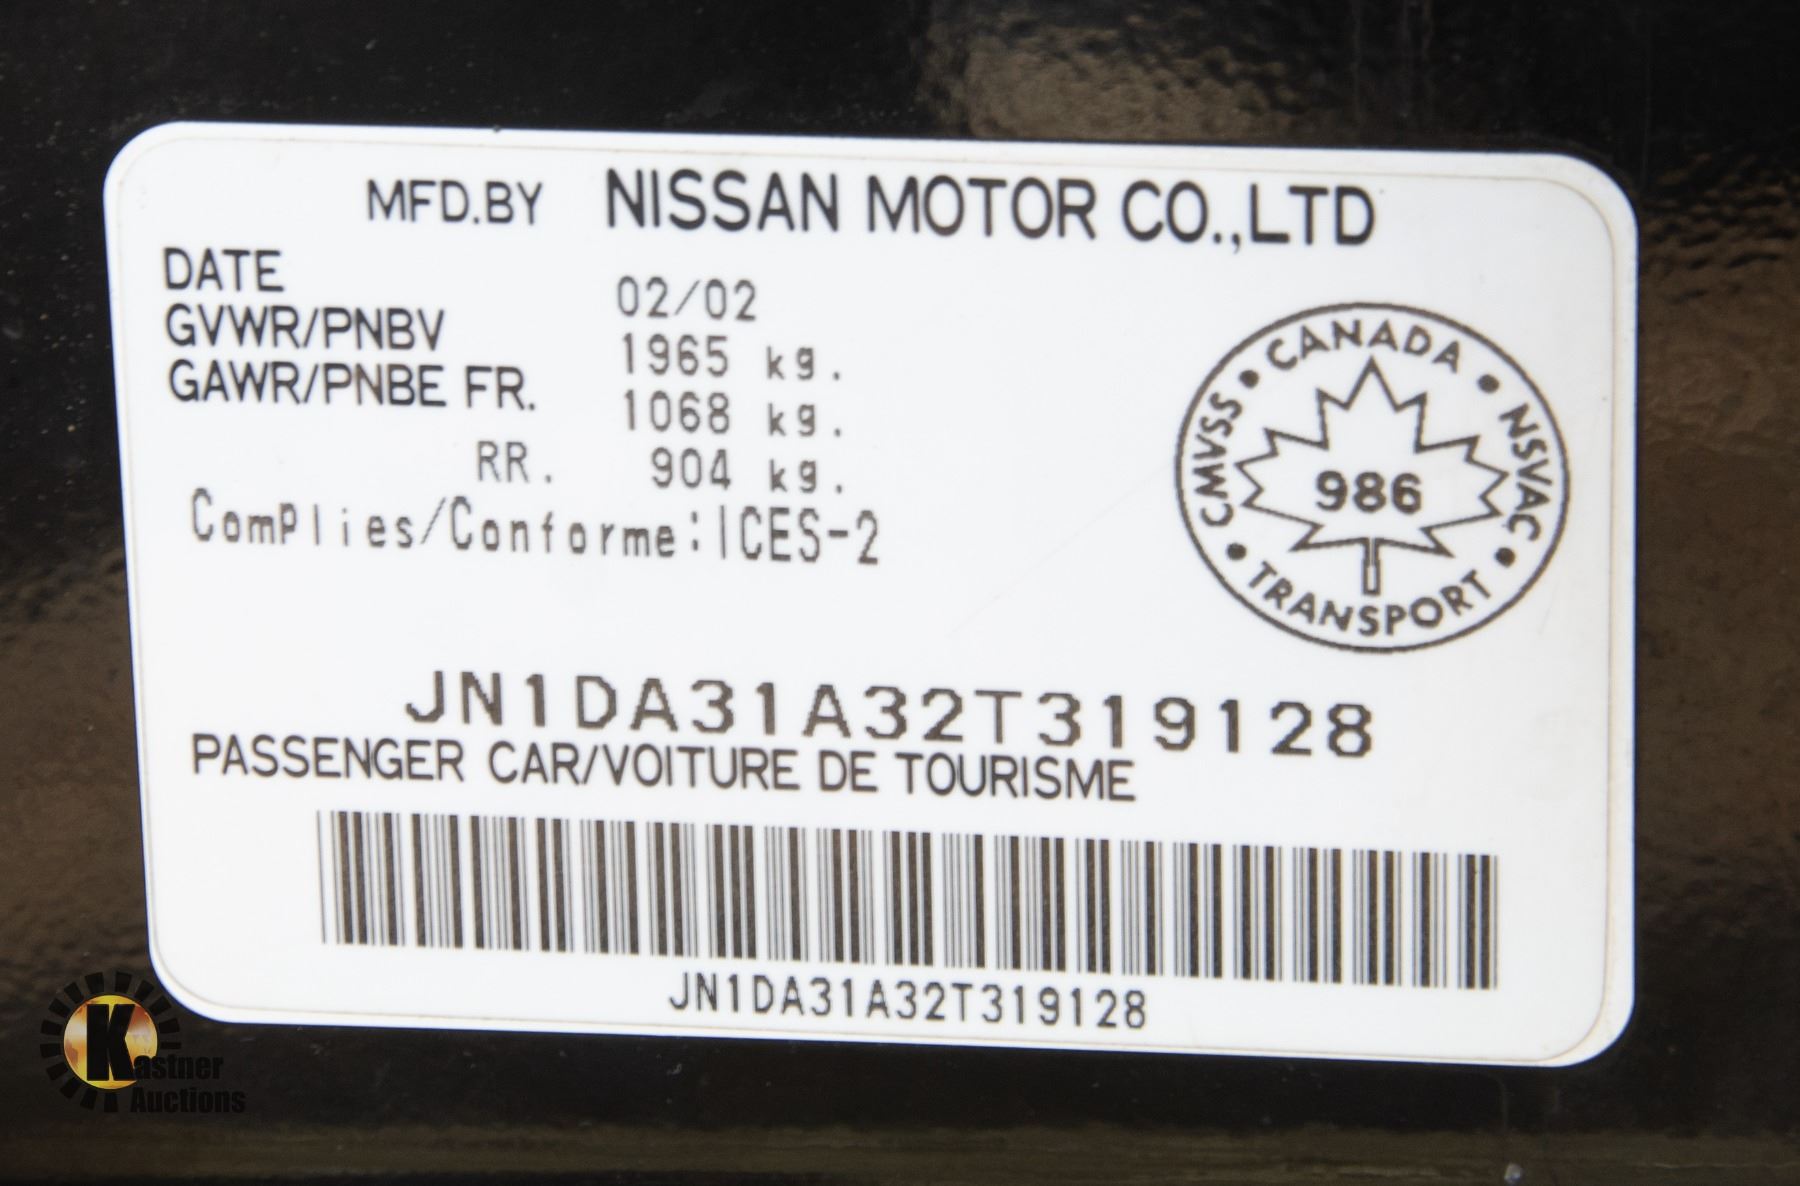 MFD.BY NISSAN MOTOR CO.,LTD
DATE 02/02
GVWR/PNBV 1965 kg.
GAWR/PNBE FR. 1068 kg.
RR. 904 kg.
Complies/Conforme:ICES-2
CMVSS • CANADA • NSVAC • TRANSPORT •
986
JN1DA31A32T319128
PASSENGER CAR/VOITURE DE TOURISME
JN1DA31A32T319128
Kastner
Auctions